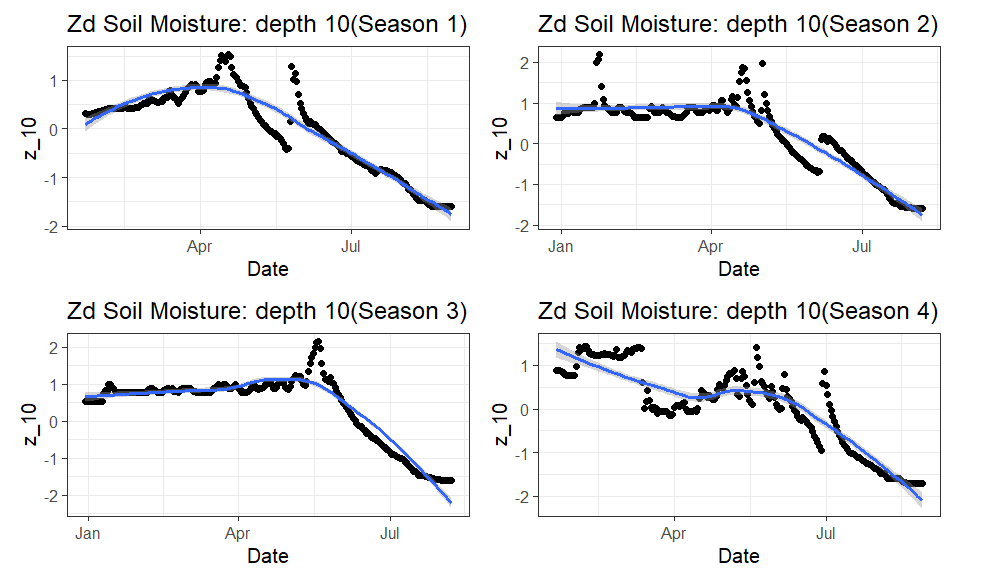 Zd Soil Moisture: depth 10(Season 1)
z_10
1
0
-1
-2
Apr
Jul
Date
Zd Soil Moisture: depth 10(Season 2)
z_10
2
1
0
-1
-2
Jan
Apr
Jul
Date
Zd Soil Moisture: depth 10(Season 3)
z_10
2
1
0
-1
-2
Jan
Apr
Jul
Date
Zd Soil Moisture: depth 10(Season 4)
z_10
1
0
-1
-2
Apr
Jul
Date